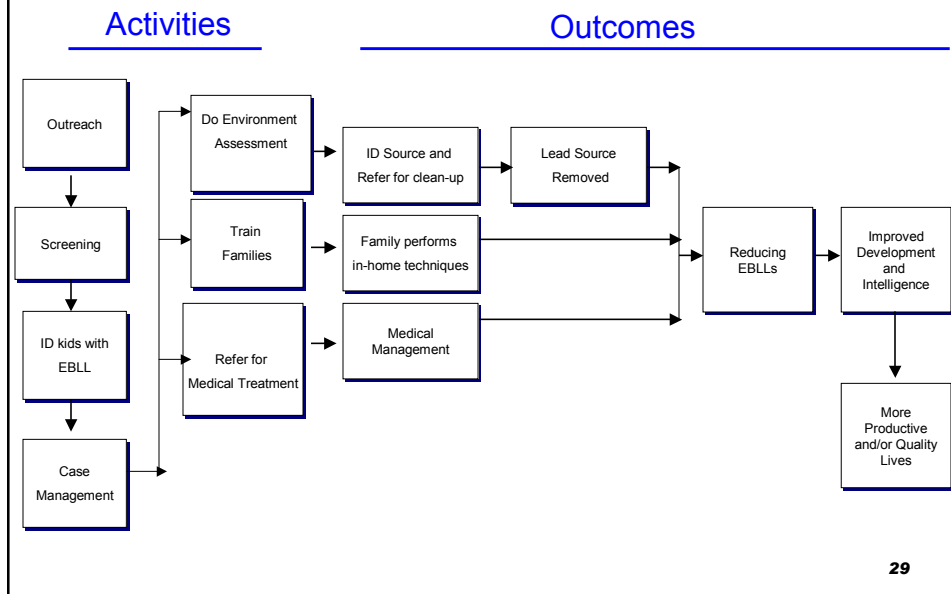 Activities
Outcomes
Outreach
Screening
ID kids with
EBLL
Case
Management
Do Environment
Assessment
Train
Families
Refer for
Medical Treatment
ID Source and
Refer for clean-up
Family performs
in-home techniques
Medical
Management
Lead Source
Removed
Reducing
EBLLs
Improved
Development
and
Intelligence
More
Productive
and/or Quality
Lives
29